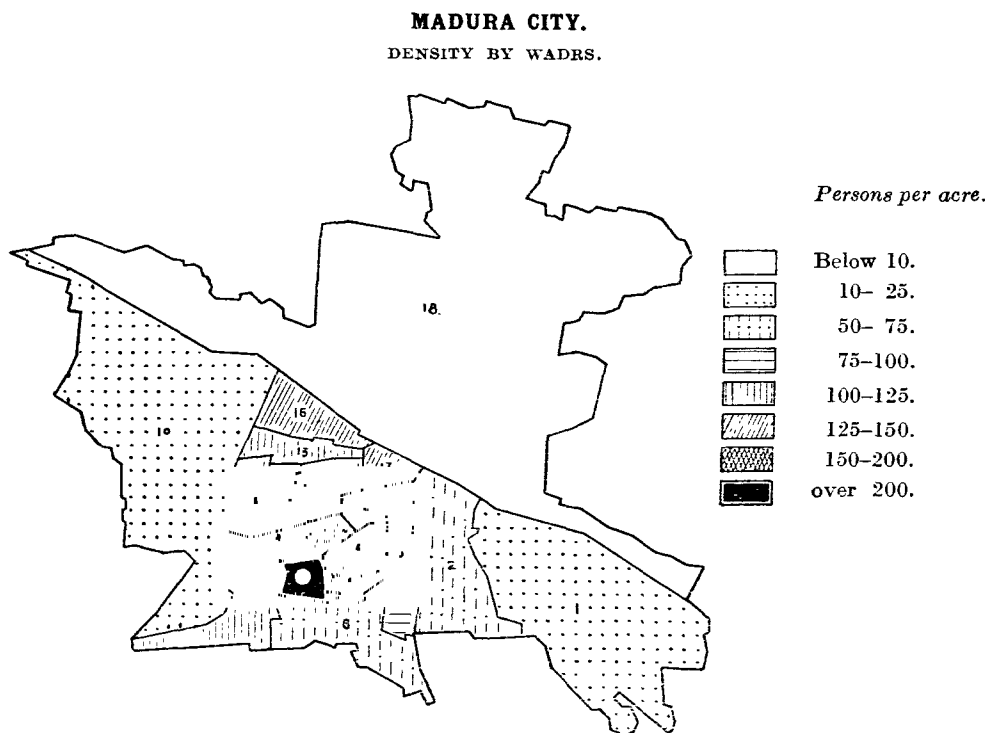 MADURA CITY.
DENSITY BY WADRS.
Persons per acre.
Below 10.
10– 25.
50– 75.
75–100.
100–125.
125–150.
150–200.
over 200.
18.
16
10
15
2
1
6